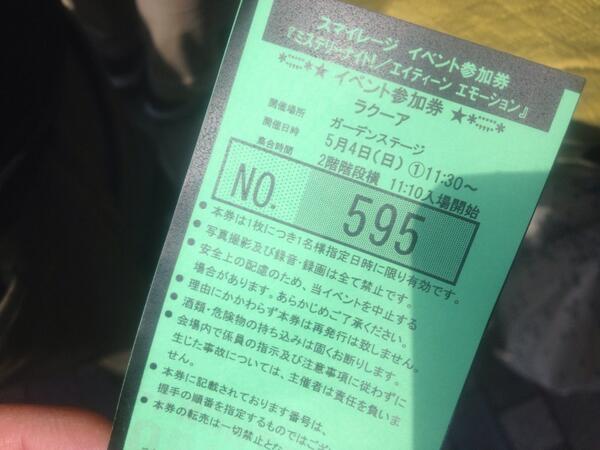 スマイレージ イベント参加券
『ミステリーナイト!/エイティーン エモーション』
*:;;;:*★ イベント参加券 ★*:;;;:*
開催場所 ラクーア ガーデンステージ
開催日時 5月4日(日) ①11:30~
集合時間 2階階段横 11:10入場開始
NO. 595
●本券は1枚につき1名様指定日時に限り有効です。
●写真撮影及び録音・録画は全て禁止です。
●安全上の配慮のため、当イベントを中止する
場合があります。あらかじめご了承ください。
●理由にかかわらず本券は再発行は致しません。
●酒類・危険物の持ち込みは固くお断りします。
●会場内で係員の指示及び注意事項に従わずに
生じた事故については、主催者は責任を負いま
せん。
●本券に記載されております番号は、
握手の順番を指定するものではござ
●本券の転売は一切禁止とな